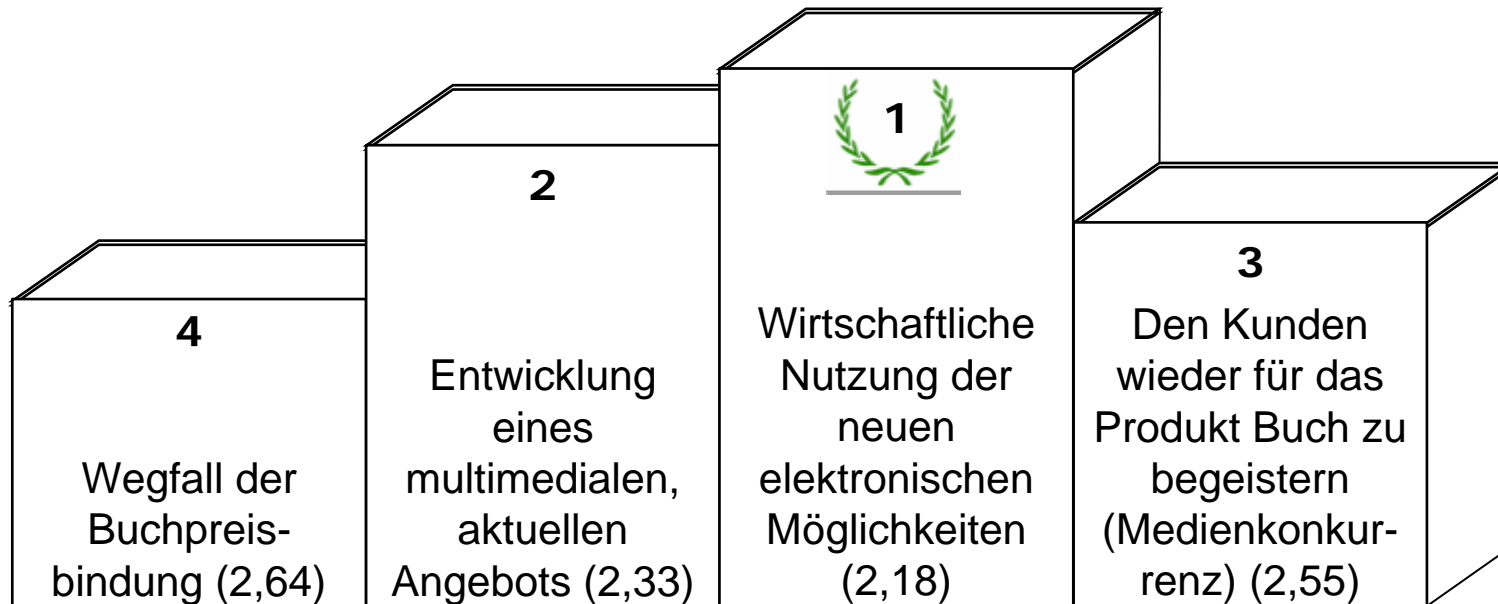 4
Wegfall der
Buchpreis-
bindung (2,64)
2
Entwicklung
eines
multimedialen,
aktuellen
Angebots (2,33)
1
Wirtschaftliche
Nutzung der
neuen
elektronischen
Möglichkeiten
(2,18)
3
Den Kunden
wieder für das
Produkt Buch zu
begeistern
(Medienkonkur-
renz) (2,55)